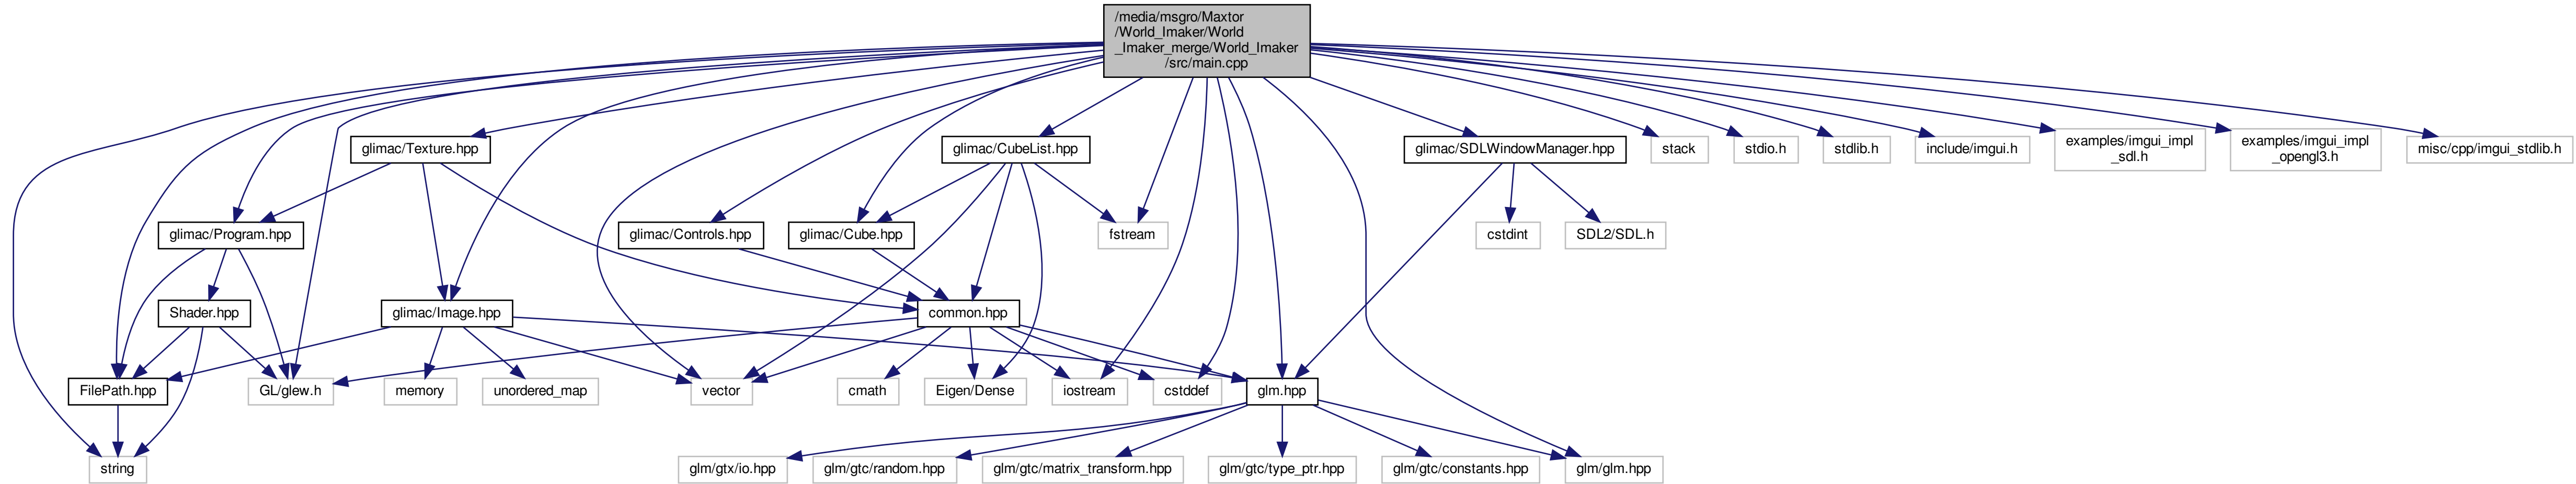 /media/msgro/Maxtor
/World_Imaker/World
_Imaker_merge/World_Imaker
/src/main.cpp
glimac/Texture.hpp
glimac/CubeList.hpp
glimac/SDLWindowManager.hpp
stack
stdio.h
stdlib.h
include/imgui.h
examples/imgui_impl
_sdl.h
examples/imgui_impl
_opengl3.h
misc/cpp/imgui_stdlib.h
glimac/Program.hpp
glimac/Controls.hpp
glimac/Cube.hpp
fstream
cstdint
SDL2/SDL.h
Shader.hpp
glimac/Image.hpp
common.hpp
FilePath.hpp
GL/glew.h
memory
unordered_map
vector
cmath
Eigen/Dense
iostream
cstddef
glm.hpp
string
glm/gtx/io.hpp
glm/gtc/random.hpp
glm/gtc/matrix_transform.hpp
glm/gtc/type_ptr.hpp
glm/gtc/constants.hpp
glm/glm.hpp